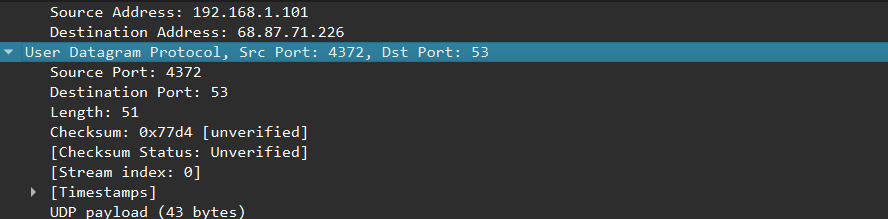 Source Address: 192.168.1.101
Destination Address: 68.87.71.226
User Datagram Protocol, Src Port: 4372, Dst Port: 53
Source Port: 4372
Destination Port: 53
Length: 51
Checksum: 0x77d4 [unverified]
[Checksum Status: Unverified]
[Stream index: 0]
[Timestamps]
UDP payload (43 bytes)